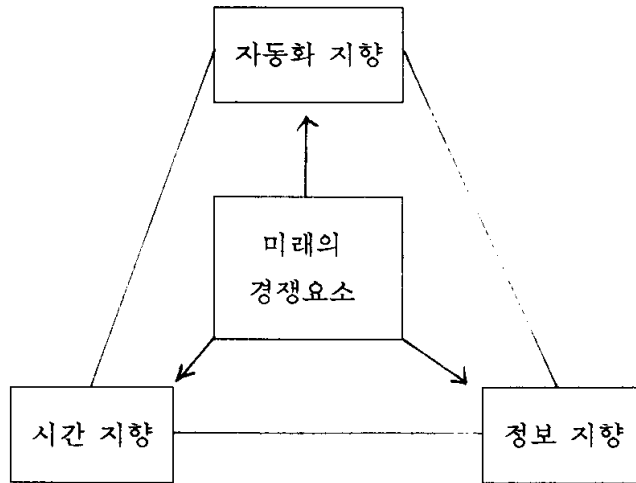 자동화 지향
미래의
경쟁요소
시간 지향
정보 지향